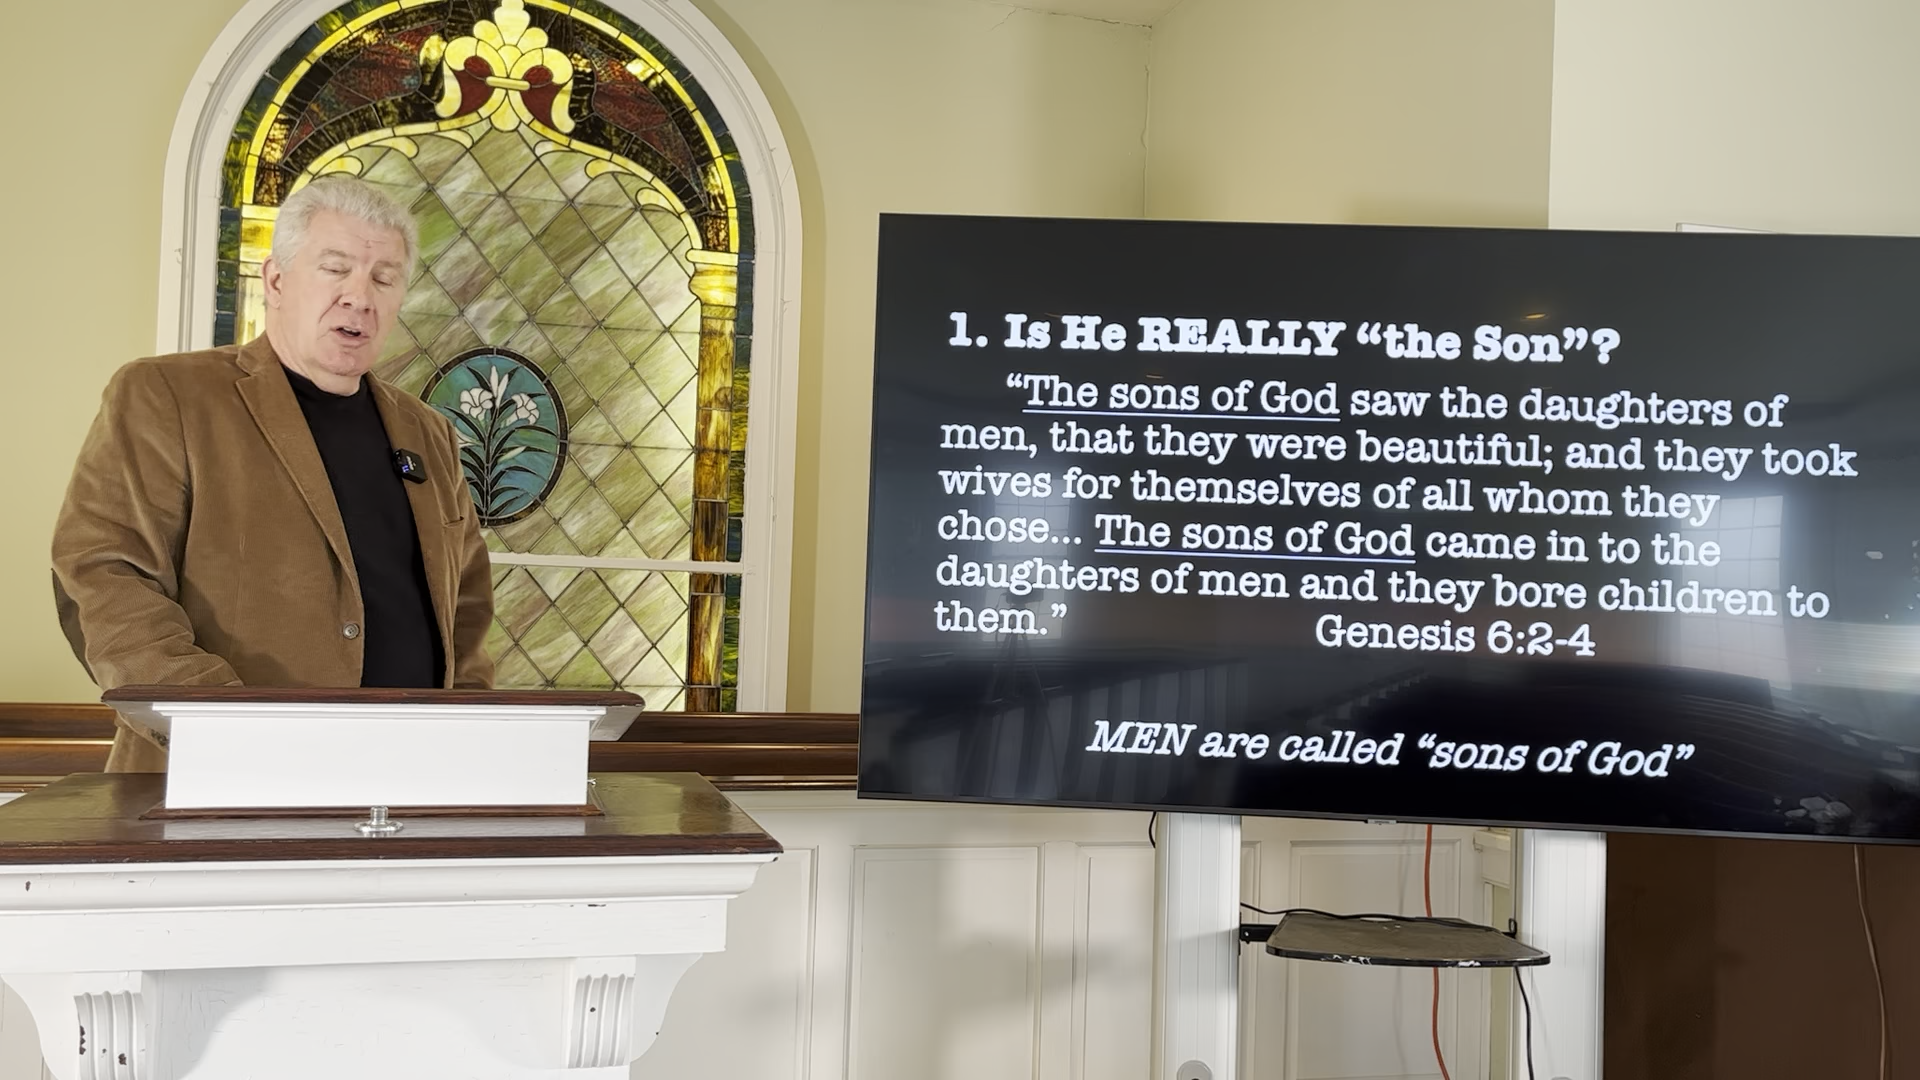 1. Is He REALLY “the Son”?
“The sons of God saw the daughters of
men, that they were beautiful; and they took
wives for themselves of all whom they
chose... The sons of God came in to the
daughters of men and they bore children to
them.” Genesis 6:2-4
MEN are called “sons of God”